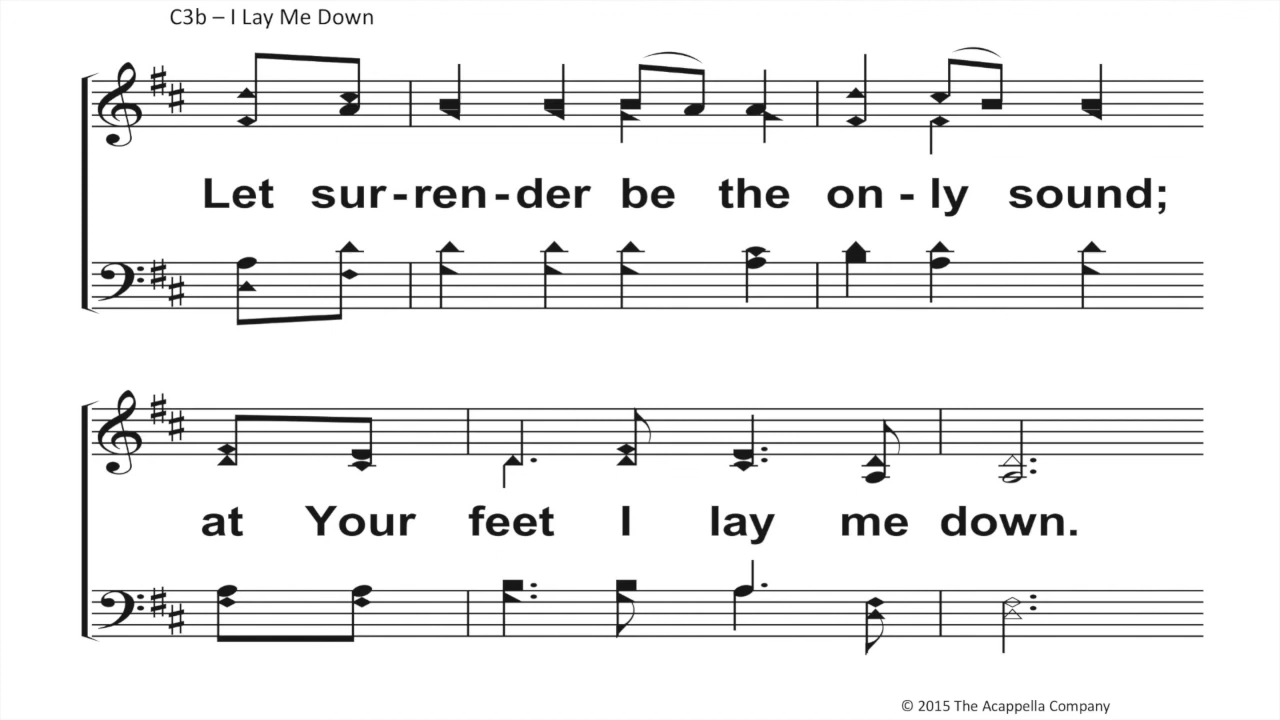 C3b – I Lay Me Down
Let sur-ren-der be the on - ly sound;
at Your feet I lay me down.
© 2015 The Acappella Company